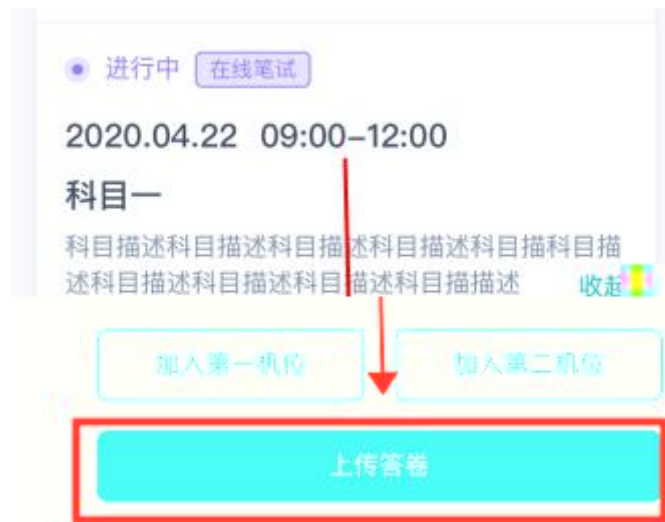 进行中 在线笔试
2020.04.22 09:00–12:00
科目一
科目描述科目描述科目描述科目描述科目描科目描
述科目描述科目描述科目描述科目描描述 收起
加入第一机位 加入第二机位
上传答卷